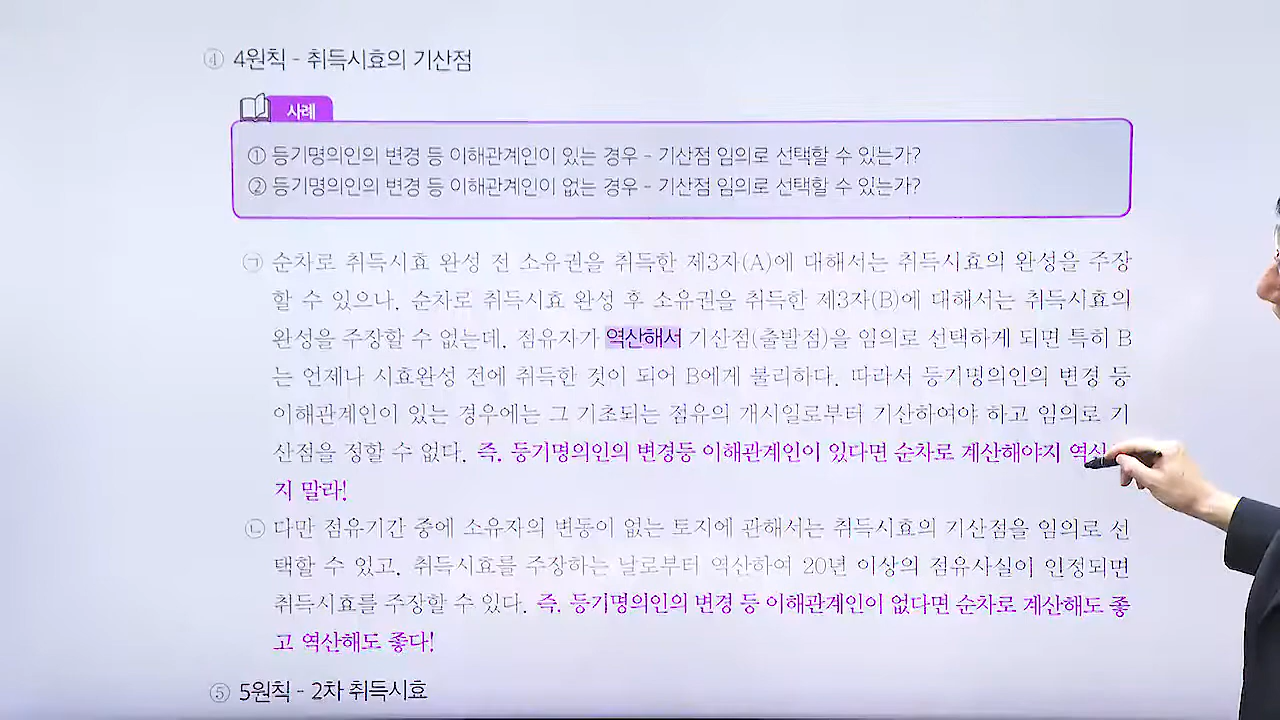 ④ 4원칙 - 취득시효의 기산점
사례
① 등기명의인의 변경 등 이해관계인이 있는 경우 - 기산점 임의로 선택할 수 있는가?
② 등기명의인의 변경 등 이해관계인이 없는 경우 - 기산점 임의로 선택할 수 있는가?
㉠ 순차로 취득시효 완성 전 소유권을 취득한 제3자(A)에 대해서는 취득시효의 완성을 주장
할 수 있으나, 순차로 취득시효 완성 후 소유권을 취득한 제3자(B)에 대해서는 취득시효의
완성을 주장할 수 없는데, 점유자가 역산해서 기산점(출발점)을 임의로 선택하게 되면 특히 B
는 언제나 시효완성 전에 취득한 것이 되어 B에게 불리하다. 따라서 등기명의인의 변경 등
이해관계인이 있는 경우에는 그 기초되는 점유의 개시일로부터 기산하여야 하고 임의로 기
산점을 정할 수 없다. 즉, 등기명의인의 변경등 이해관계인이 있다면 순차로 계산해야지
지 말라!
㉡ 다만 점유기간 중에 소유자의 변동이 없는 토지에 관해서는 취득시효의 기산점을 임의로 선
택할 수 있고, 취득시효를 주장하는 날로부터 역산하여 20년 이상의 점유사실이 인정되면
취득시효를 주장할 수 있다. 즉, 등기명의인의 변경 등 이해관계인이 없다면 순차로 계산해도 좋
고 역산해도 좋다!
⑤ 5원칙 - 2차 취득시효